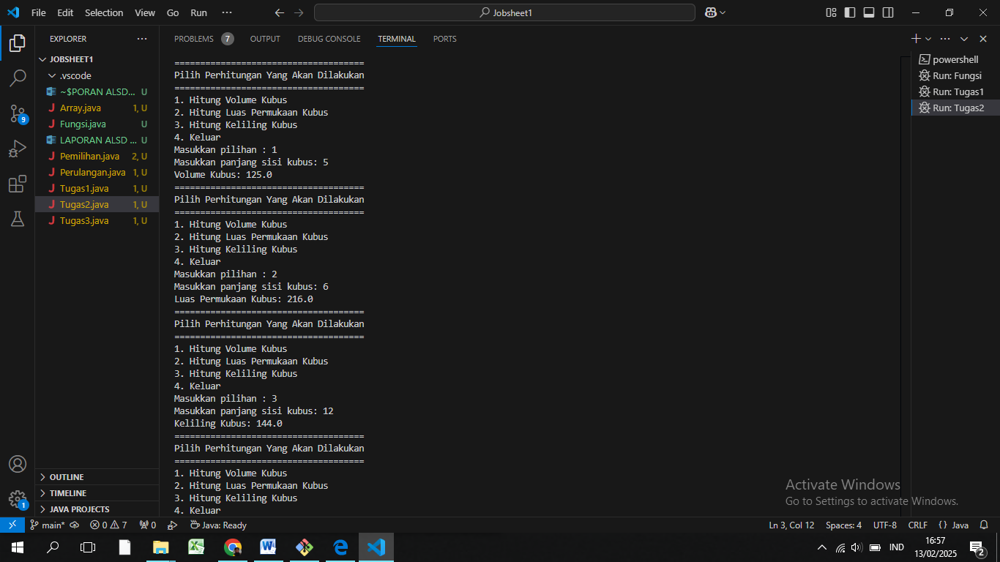 File Edit Selection View Go Run ···
Jobsheet1
EXPLORER ···
JOBSHEET1
.vscode
~$PORAN ALSD... U
Array.java 1, U
Fungsi.java U
LAPORAN ALSD ... U
Pemilihan.java 2, U
Perulangan.java 1, U
Tugas1.java 1, U
Tugas2.java 1, U
Tugas3.java 1, U
OUTLINE
TIMELINE
JAVA PROJECTS
9
1
PROBLEMS 7 OUTPUT DEBUG CONSOLE TERMINAL PORTS
=====================================
Pilih Perhitungan Yang Akan Dilakukan
=====================================
1. Hitung Volume Kubus
2. Hitung Luas Permukaan Kubus
3. Hitung Keliling Kubus
4. Keluar
Masukkan pilihan : 1
Masukkan panjang sisi kubus: 5
Volume Kubus: 125.0
=====================================
Pilih Perhitungan Yang Akan Dilakukan
=====================================
1. Hitung Volume Kubus
2. Hitung Luas Permukaan Kubus
3. Hitung Keliling Kubus
4. Keluar
Masukkan pilihan : 2
Masukkan panjang sisi kubus: 6
Luas Permukaan Kubus: 216.0
=====================================
Pilih Perhitungan Yang Akan Dilakukan
=====================================
1. Hitung Volume Kubus
2. Hitung Luas Permukaan Kubus
3. Hitung Keliling Kubus
4. Keluar
Masukkan pilihan : 3
Masukkan panjang sisi kubus: 12
Keliling Kubus: 144.0
=====================================
Pilih Perhitungan Yang Akan Dilakukan
=====================================
1. Hitung Volume Kubus
2. Hitung Luas Permukaan Kubus
3. Hitung Keliling Kubus
4. Keluar
powershell
Run: Fungsi
Run: Tugas1
Run: Tugas2
Activate Windows
Go to Settings to activate Windows.
main* 0 7 0 Java: Ready Ln 3, Col 12 Spaces: 4 UTF-8 CRLF {} Java
IND
16:57
13/02/2025
2